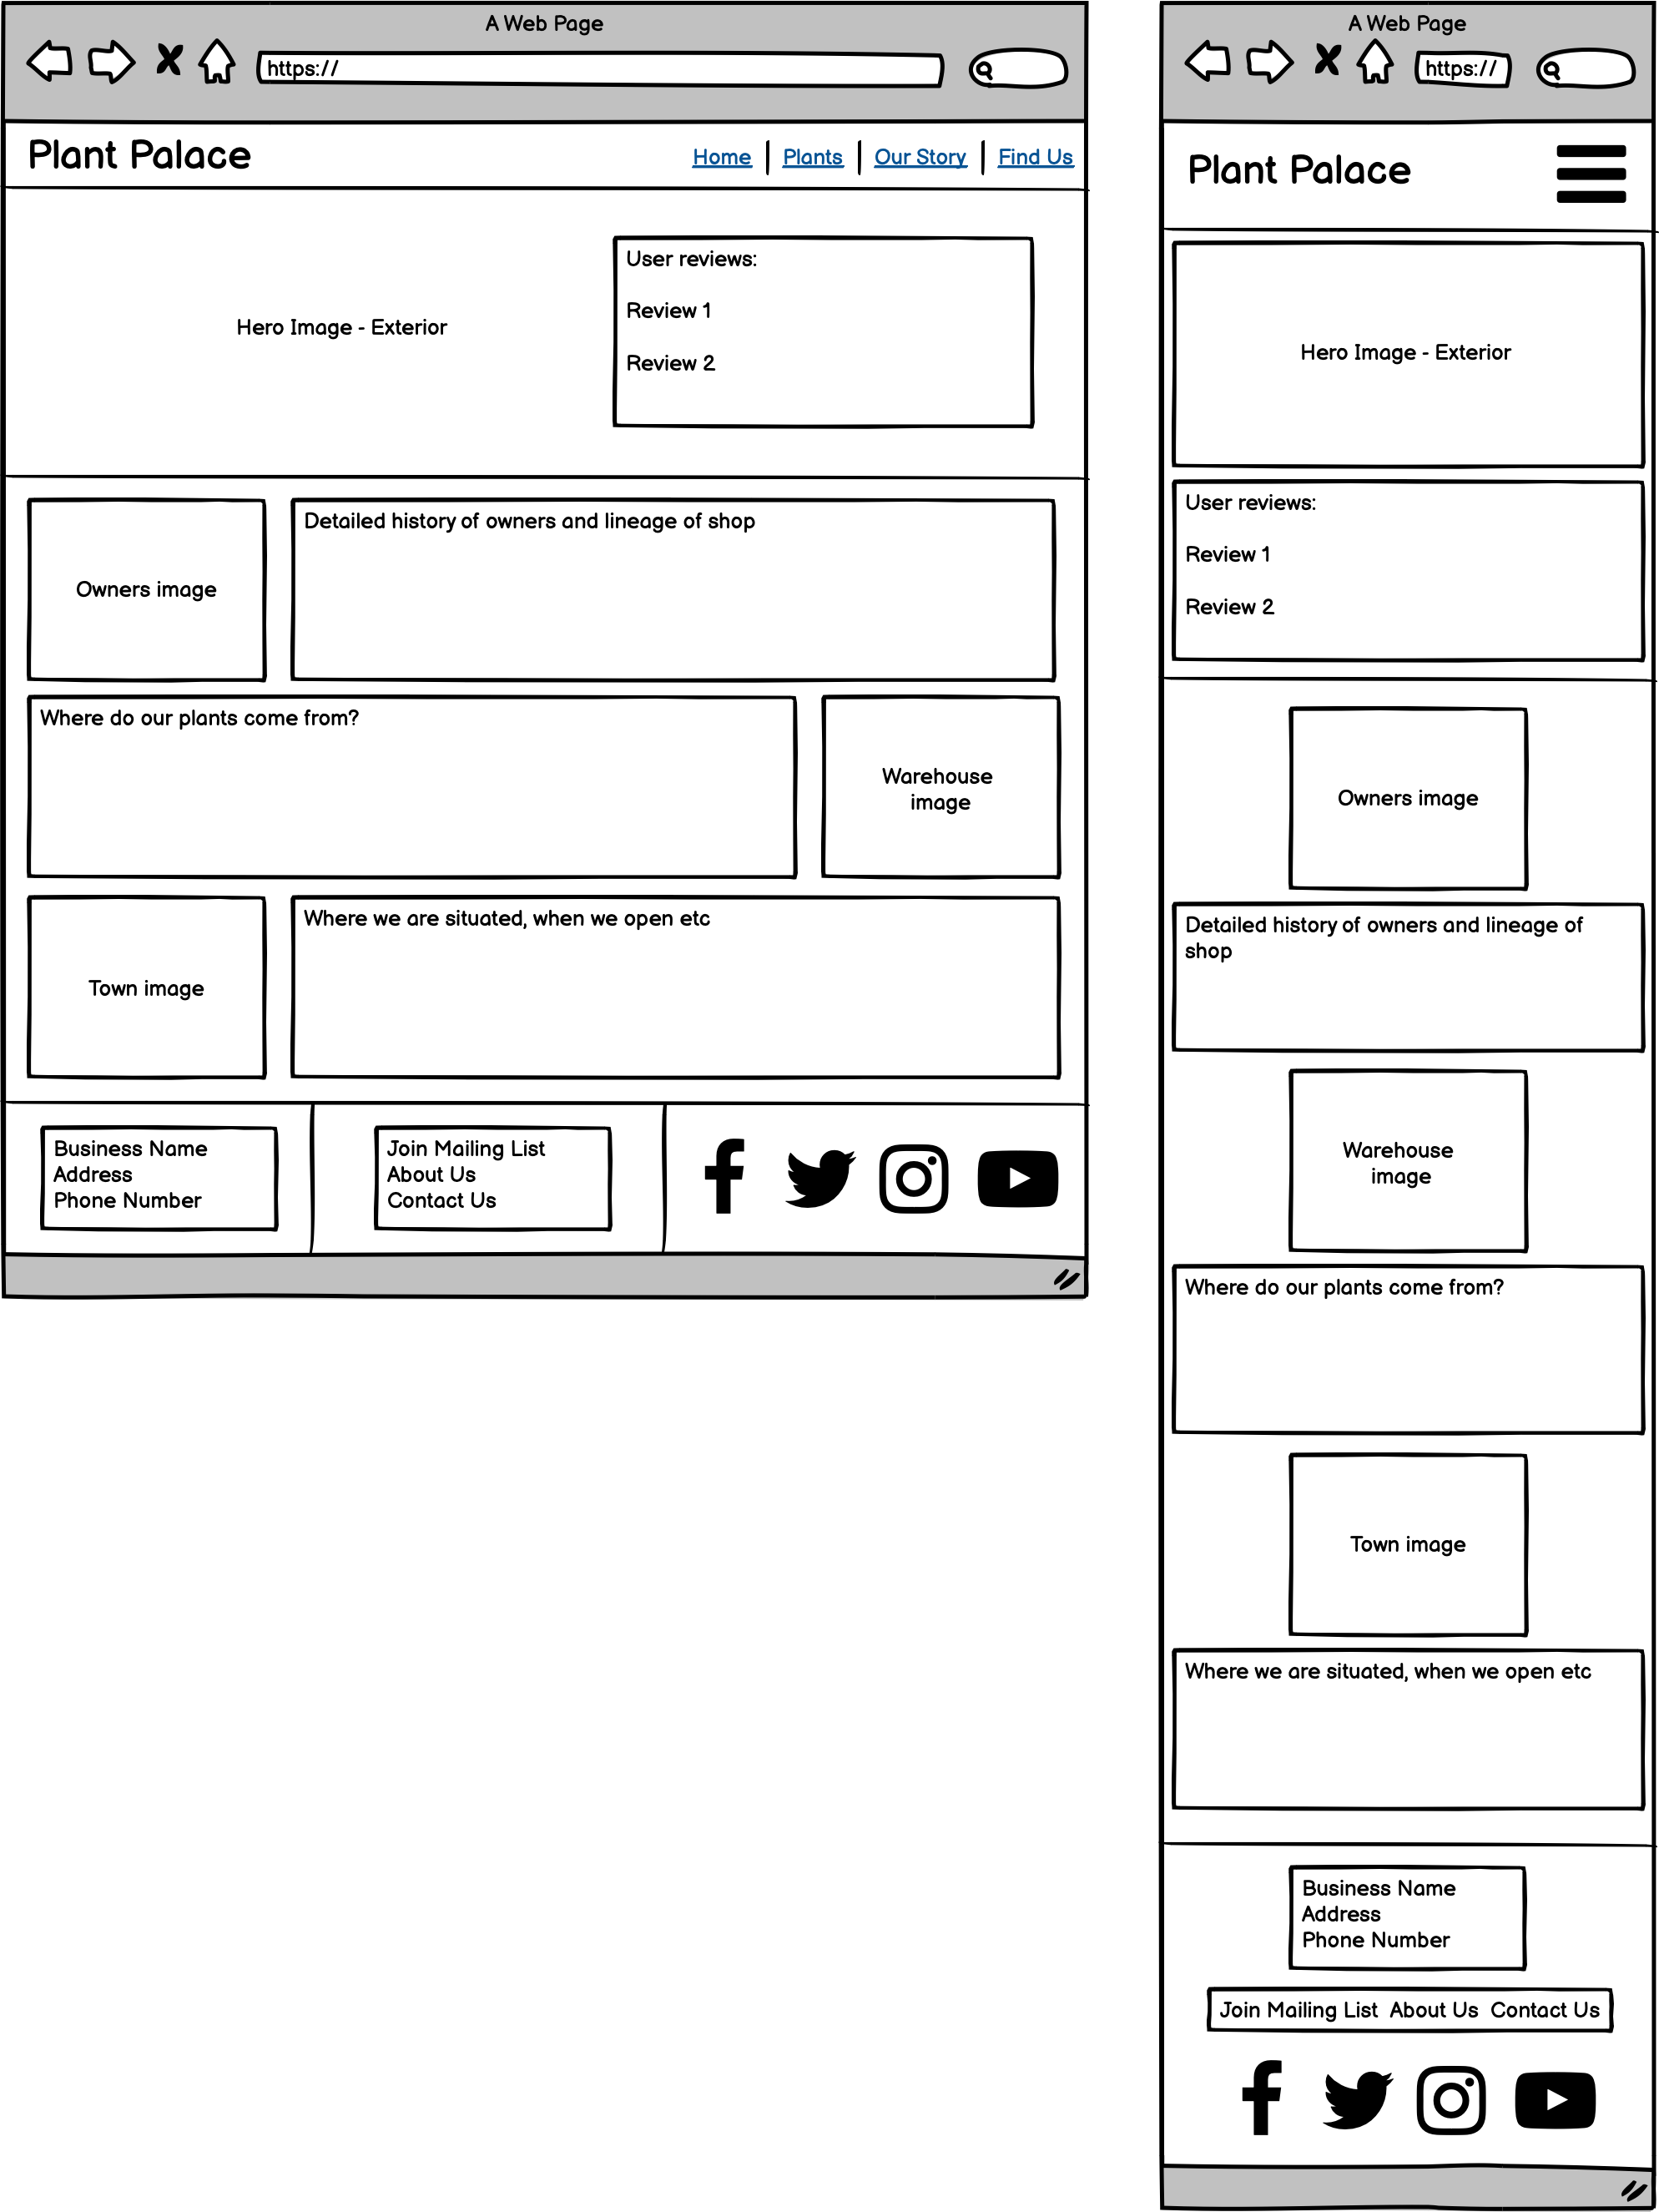 A Web Page
https://
Plant Palace
Home
Plants
Our Story
Find Us
Hero Image - Exterior
User reviews:
Review 1
Review 2
Owners image
Detailed history of owners and lineage of shop
Where do our plants come from?
Warehouse
image
Town image
Where we are situated, when we open etc
Business Name
Address
Phone Number
Join Mailing List
About Us
Contact Us
A Web Page
https://
Plant Palace
Hero Image - Exterior
User reviews:
Review 1
Review 2
Owners image
Detailed history of owners and lineage of
shop
Warehouse
image
Where do our plants come from?
Town image
Where we are situated, when we open etc
Business Name
Address
Phone Number
Join Mailing List About Us Contact Us